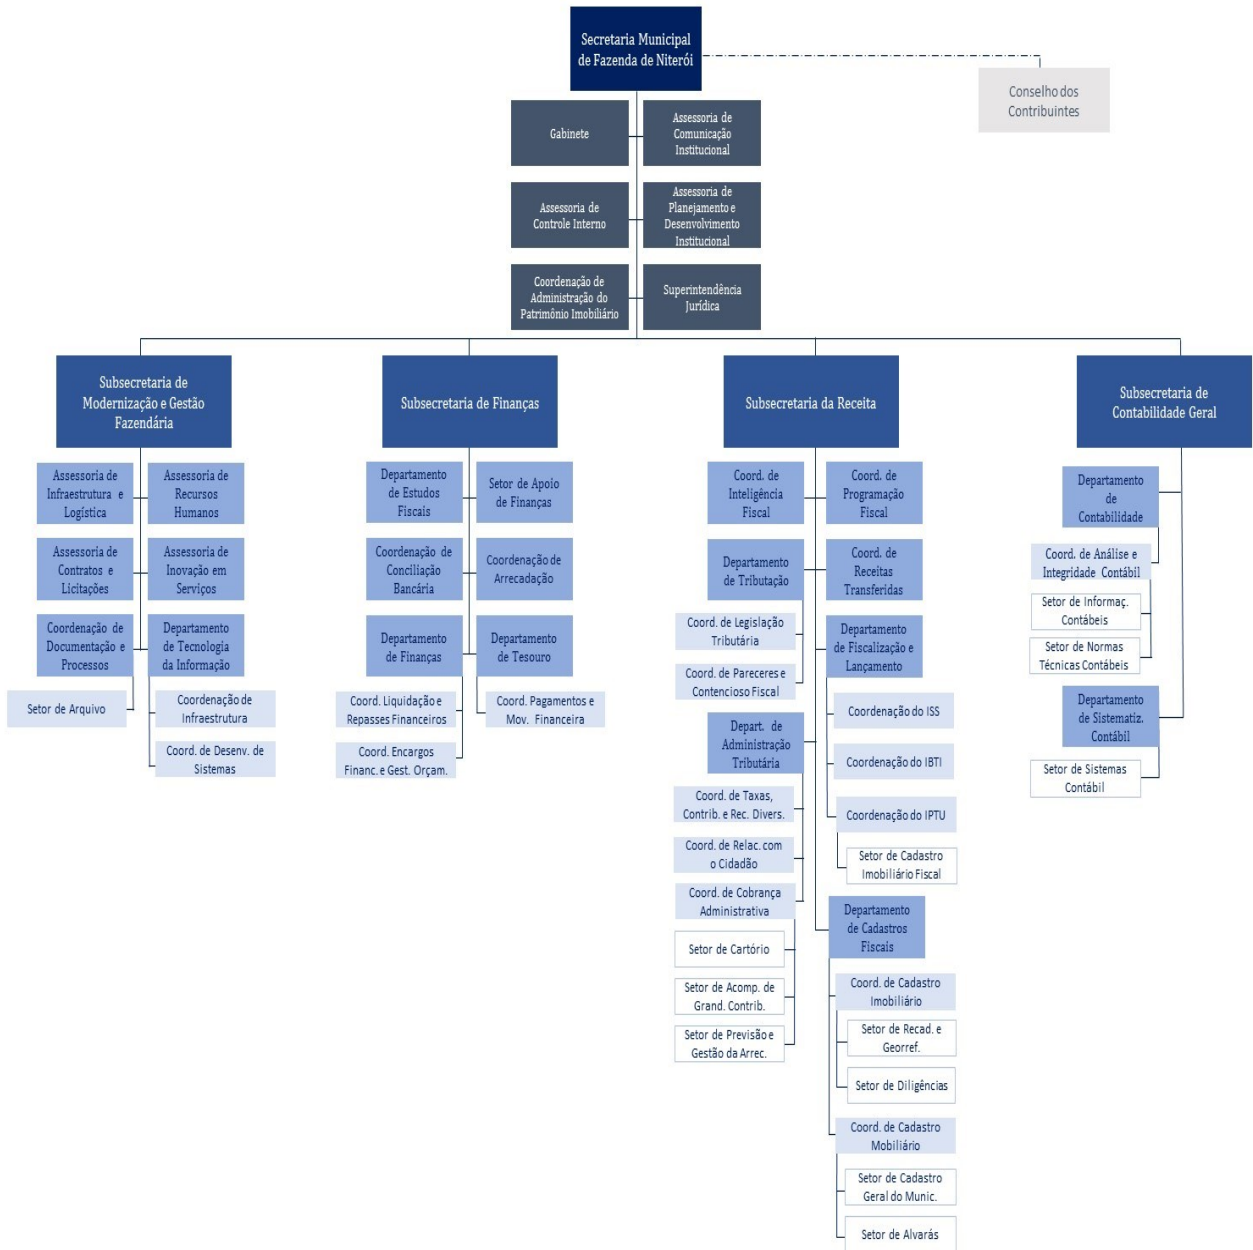 Secretaria Municipal
de Fazenda de Niterói
Conselho dos
Contribuintes
Gabinete
Assessoria de
Comunicação
Institucional
Assessoria de
Controle Interno
Assessoria de
Planejamento e
Desenvolvimento
Institucional
Coordenação de
Administração do
Patrimônio Imobiliário
Superintendência
Jurídica
Subsecretaria de
Modernização e Gestão
Fazendária
Assessoria de
Infraestrutura e
Logística
Assessoria de
Recursos
Humanos
Assessoria de
Contratos e
Licitações
Assessoria de
Inovação em
Serviços
Coordenação de
Documentação e
Processos
Departamento
de Tecnologia
da Informação
Setor de Arquivo
Coordenação de
Infraestrutura
Coord. de Desenv. de
Sistemas
Subsecretaria de Finanças
Departamento
de Estudos
Fiscais
Setor de Apoio
de Finanças
Coordenação de
Conciliação
Bancária
Coordenação de
Arrecadação
Departamento
de Finanças
Departamento
de Tesouro
Coord. Liquidação e
Repasses Financeiros
Coord. Pagamentos e
Mov. Financeira
Coord. Encargos
Financ. e Gest. Orçam.
Subsecretaria da Receita
Coord. de
Inteligência
Fiscal
Coord. de
Programação
Fiscal
Departamento
de Tributação
Coord. de
Receitas
Transferidas
Coord. de Legislação
Tributária
Coord. de Pareceres e
Contencioso Fiscal
Departamento
de Fiscalização e
Lançamento
Coordenação do ISS
Coordenação do IBTI
Coordenação do IPTU
Setor de Cadastro
Imobiliário Fiscal
Depart. de
Administração
Tributária
Coord. de Taxas,
Contrib. e Rec. Divers.
Coord. de Relac. com
o Cidadão
Coord. de Cobrança
Administrativa
Setor de Cartório
Setor de Acomp. de
Grand. Contrib.
Setor de Previsão e
Gestão da Arrec.
Departamento
de Cadastros
Fiscais
Coord. de Cadastro
Imobiliário
Setor de Recad. e
Georref.
Setor de Diligências
Coord. de Cadastro
Mobiliário
Setor de Cadastro
Geral do Munic.
Setor de Alvarás
Subsecretaria de
Contabilidade Geral
Departamento
de
Contabilidade
Coord. de Análise e
Integridade Contábil
Setor de Informaç.
Contábeis
Setor de Normas
Técnicas Contábeis
Departamento
de Sistematiz.
Contábil
Setor de Sistemas
Contábil